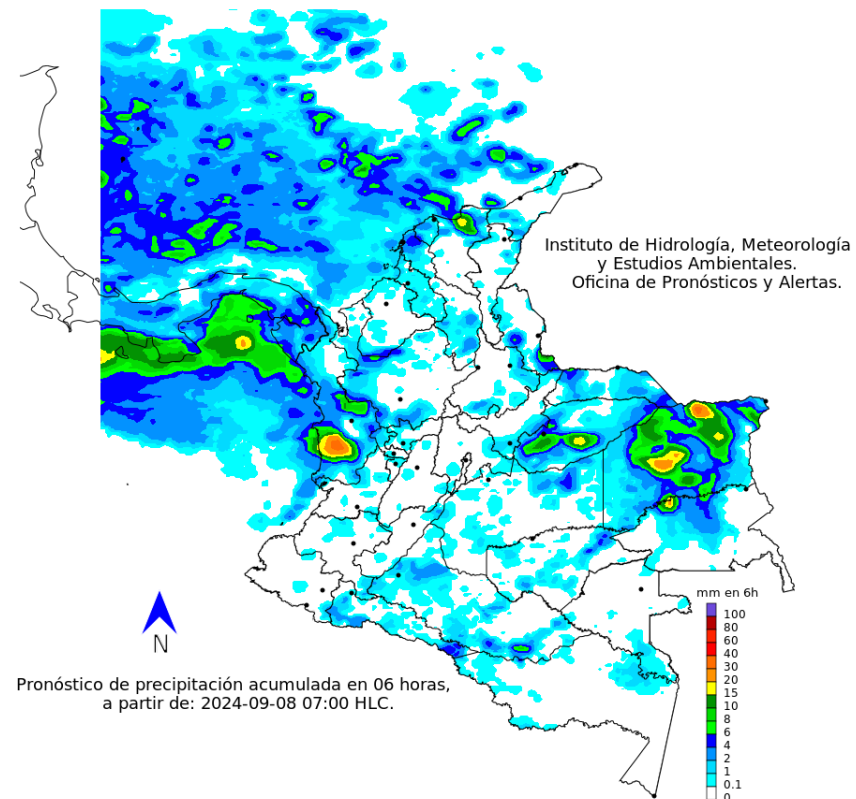 Instituto de Hidrología, Meteorología
y Estudios Ambientales.
Oficina de Pronósticos y Alertas.
mm en 6h
100
80
60
40
30
20
15
10
8
6
4
2
1
0.1
0
N
Pronóstico de precipitación acumulada en 06 horas,
a partir de: 2024-09-08 07:00 HLC.